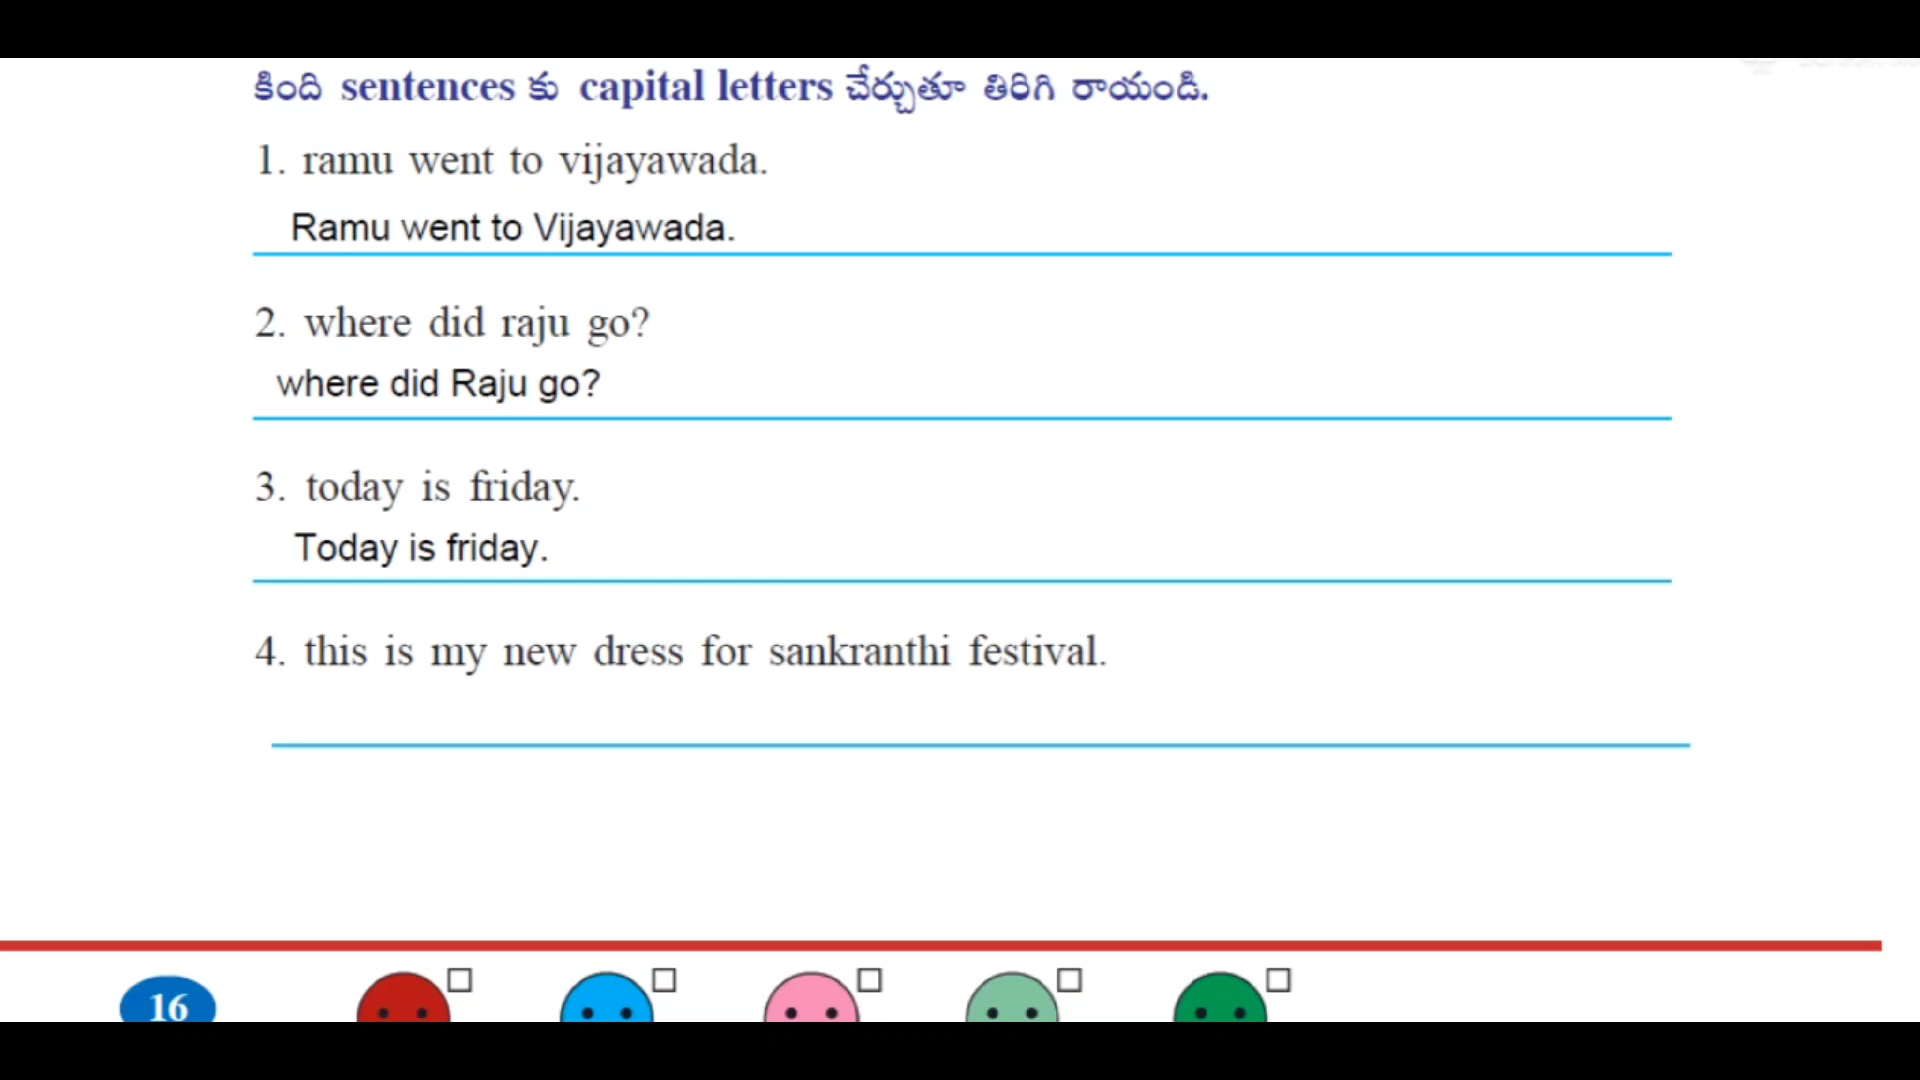 కింది sentences కు capital letters చేర్చుతూ తిరిగి రాయండి.
1. ramu went to vijayawada.
Ramu went to Vijayawada.
2. where did raju go?
where did Raju go?
3. today is friday.
Today is friday.
4. this is my new dress for sankranthi festival.
16